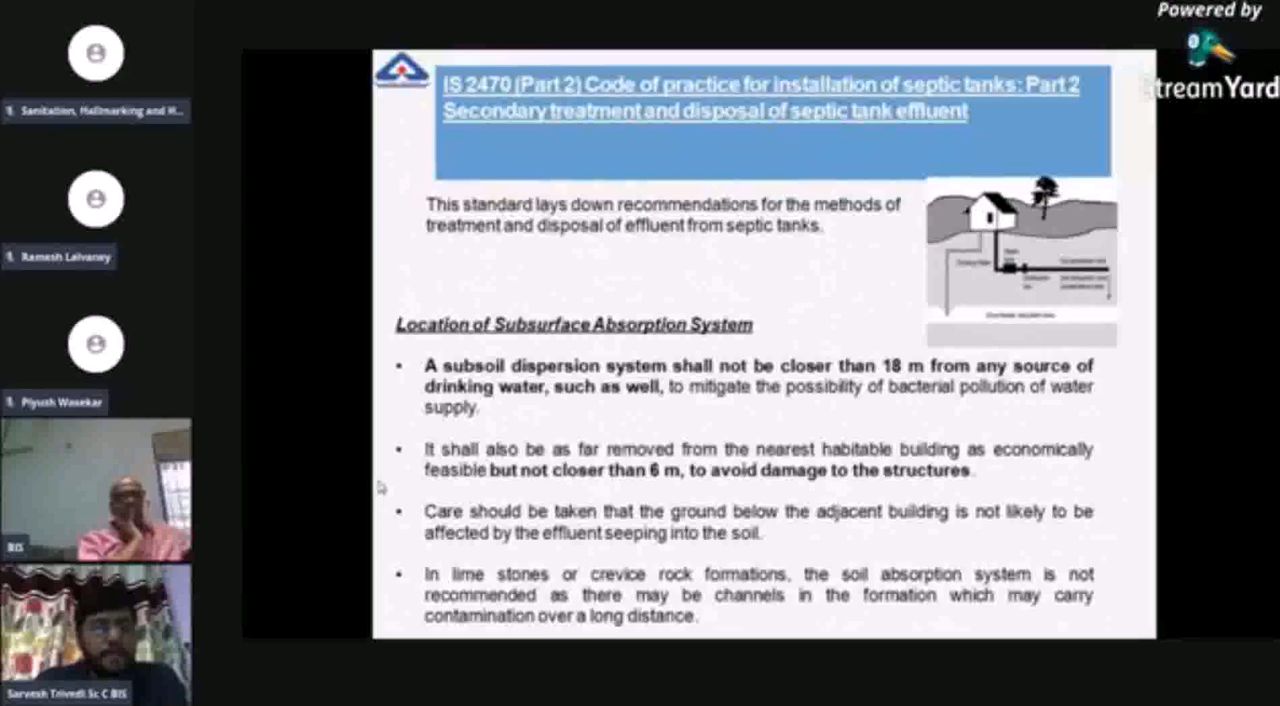 Powered by
StreamYard
Sanitation, Hallmarking and H...
Ramesh Lalvaney
Piyush Wasekar
BIS
Sarvesh Trivedi Sc C BIS
IS 2470 (Part 2) Code of practice for installation of septic tanks: Part 2
Secondary treatment and disposal of septic tank effluent
This standard lays down recommendations for the methods of
treatment and disposal of effluent from septic tanks.
Location of Subsurface Absorption System
• A subsoil dispersion system shall not be closer than 18 m from any source of
drinking water, such as well, to mitigate the possibility of bacterial pollution of water
supply.
• It shall also be as far removed from the nearest habitable building as economically
feasible but not closer than 6 m, to avoid damage to the structures.
• Care should be taken that the ground below the adjacent building is not likely to be
affected by the effluent seeping into the soil.
• In lime stones or crevice rock formations, the soil absorption system is not
recommended as there may be channels in the formation which may carry
contamination over a long distance.